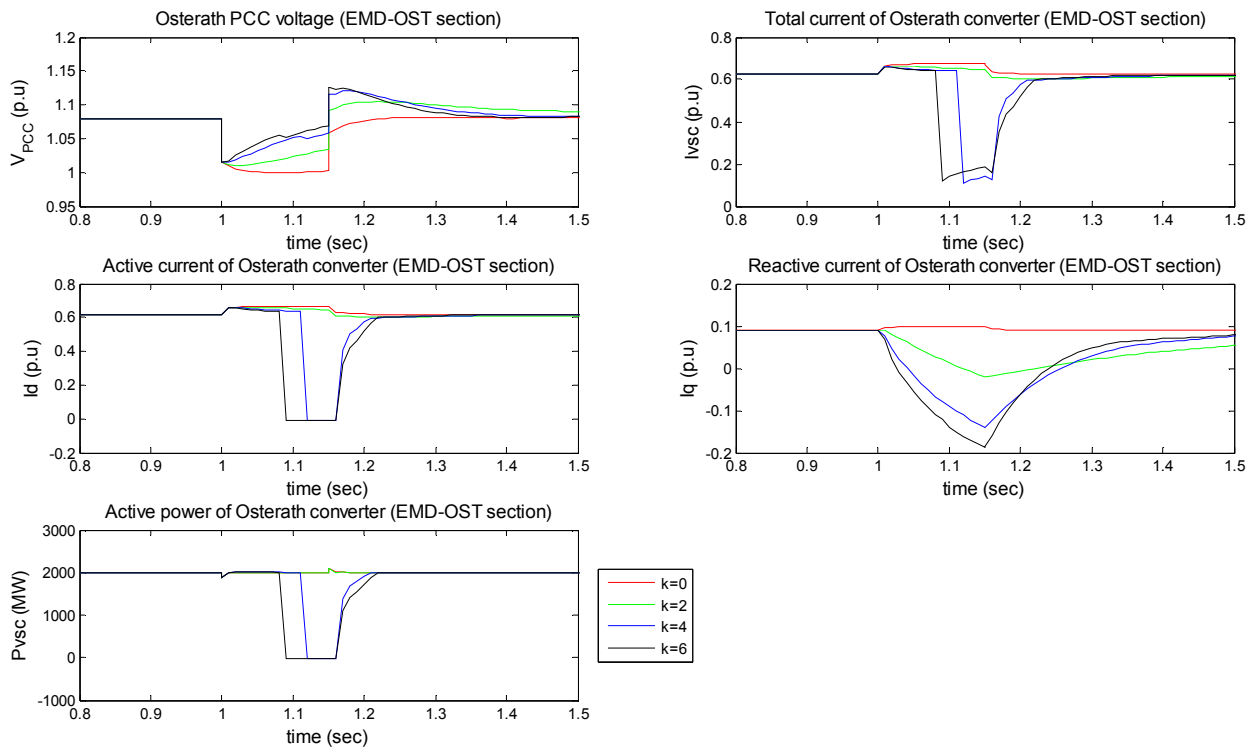 Osterath PCC voltage (EMD-OST section)
1.2
1.15
1.1
1.05
1
0.95
V_PCC (p.u)
0.8 0.9 1 1.1 1.2 1.3 1.4 1.5
time (sec)
Total current of Osterath converter (EMD-OST section)
0.8
0.6
0.4
0.2
0
Ivsc (p.u)
0.8 0.9 1 1.1 1.2 1.3 1.4 1.5
time (sec)
Active current of Osterath converter (EMD-OST section)
0.8
0.6
0.4
0.2
0
-0.2
Id (p.u)
0.8 0.9 1 1.1 1.2 1.3 1.4 1.5
time (sec)
Reactive current of Osterath converter (EMD-OST section)
0.2
0.1
0
-0.1
-0.2
Iq (p.u)
0.8 0.9 1 1.1 1.2 1.3 1.4 1.5
time (sec)
Active power of Osterath converter (EMD-OST section)
3000
2000
1000
0
-1000
Pvsc (MW)
0.8 0.9 1 1.1 1.2 1.3 1.4 1.5
time (sec)
k=0
k=2
k=4
k=6